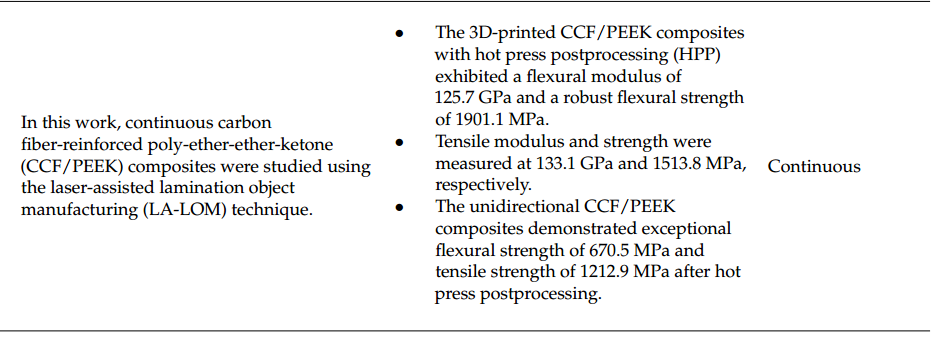 In this work, continuous carbon
fiber-reinforced poly-ether-ether-ketone
(CCF/PEEK) composites were studied using
the laser-assisted lamination object
manufacturing (LA-LOM) technique.
• The 3D-printed CCF/PEEK composites
with hot press postprocessing (HPP)
exhibited a flexural modulus of
125.7 GPa and a robust flexural strength
of 1901.1 MPa.
• Tensile modulus and strength were
measured at 133.1 GPa and 1513.8 MPa,
respectively.
• The unidirectional CCF/PEEK
composites demonstrated exceptional
flexural strength of 670.5 MPa and
tensile strength of 1212.9 MPa after hot
press postprocessing.
Continuous